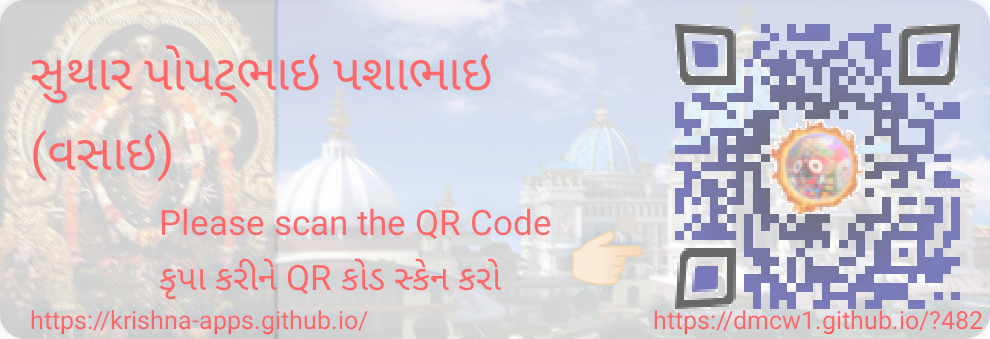 સુથાર પોપટ્ભાઇ પશાભાઇ
(વસાઇ)
Please scan the QR Code
કૃપા કરીને QR કોડ સ્કેન કરો
https://krishna-apps.github.io/
https://dmcw1.github.io/?482